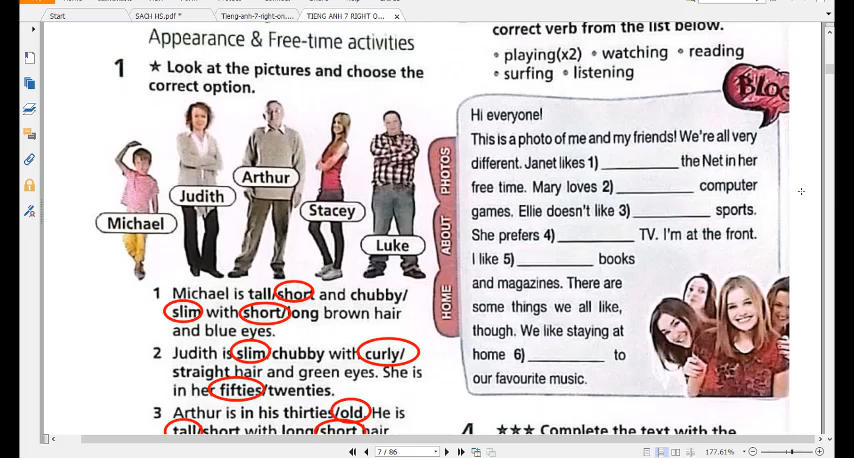 Start
SACH HS.pdf *
Tieng-anh-7-right-on....
TIENG ANH 7 RIGHT O...
Appearance & Free-time activities
1 ★ Look at the pictures and choose the
correct option.
Michael
Judith
Arthur
Stacey
Luke
1 Michael is tall/short and chubby/
slim with short/long brown hair
and blue eyes.
2 Judith is slim/chubby with curly/
straight hair and green eyes. She is
in her fifties/twenties.
3 Arthur is in his thirties/old. He is
tall/short with long/short hair
correct verb from the list below.
• playing(x2) • watching • reading
• surfing • listening
BLOG
PHOTOS
ABOUT
HOME
Hi everyone!
This is a photo of me and my friends! We're all very
different. Janet likes 1) __________ the Net in her
free time. Mary loves 2) __________ computer
games. Ellie doesn't like 3) __________ sports.
She prefers 4) __________ TV. I'm at the front.
I like 5) __________ books
and magazines. There are
some things we all like,
though. We like staying at
home 6) __________ to
our favourite music.
4 ★★★ Complete the text with the
7 / 86
177.61%